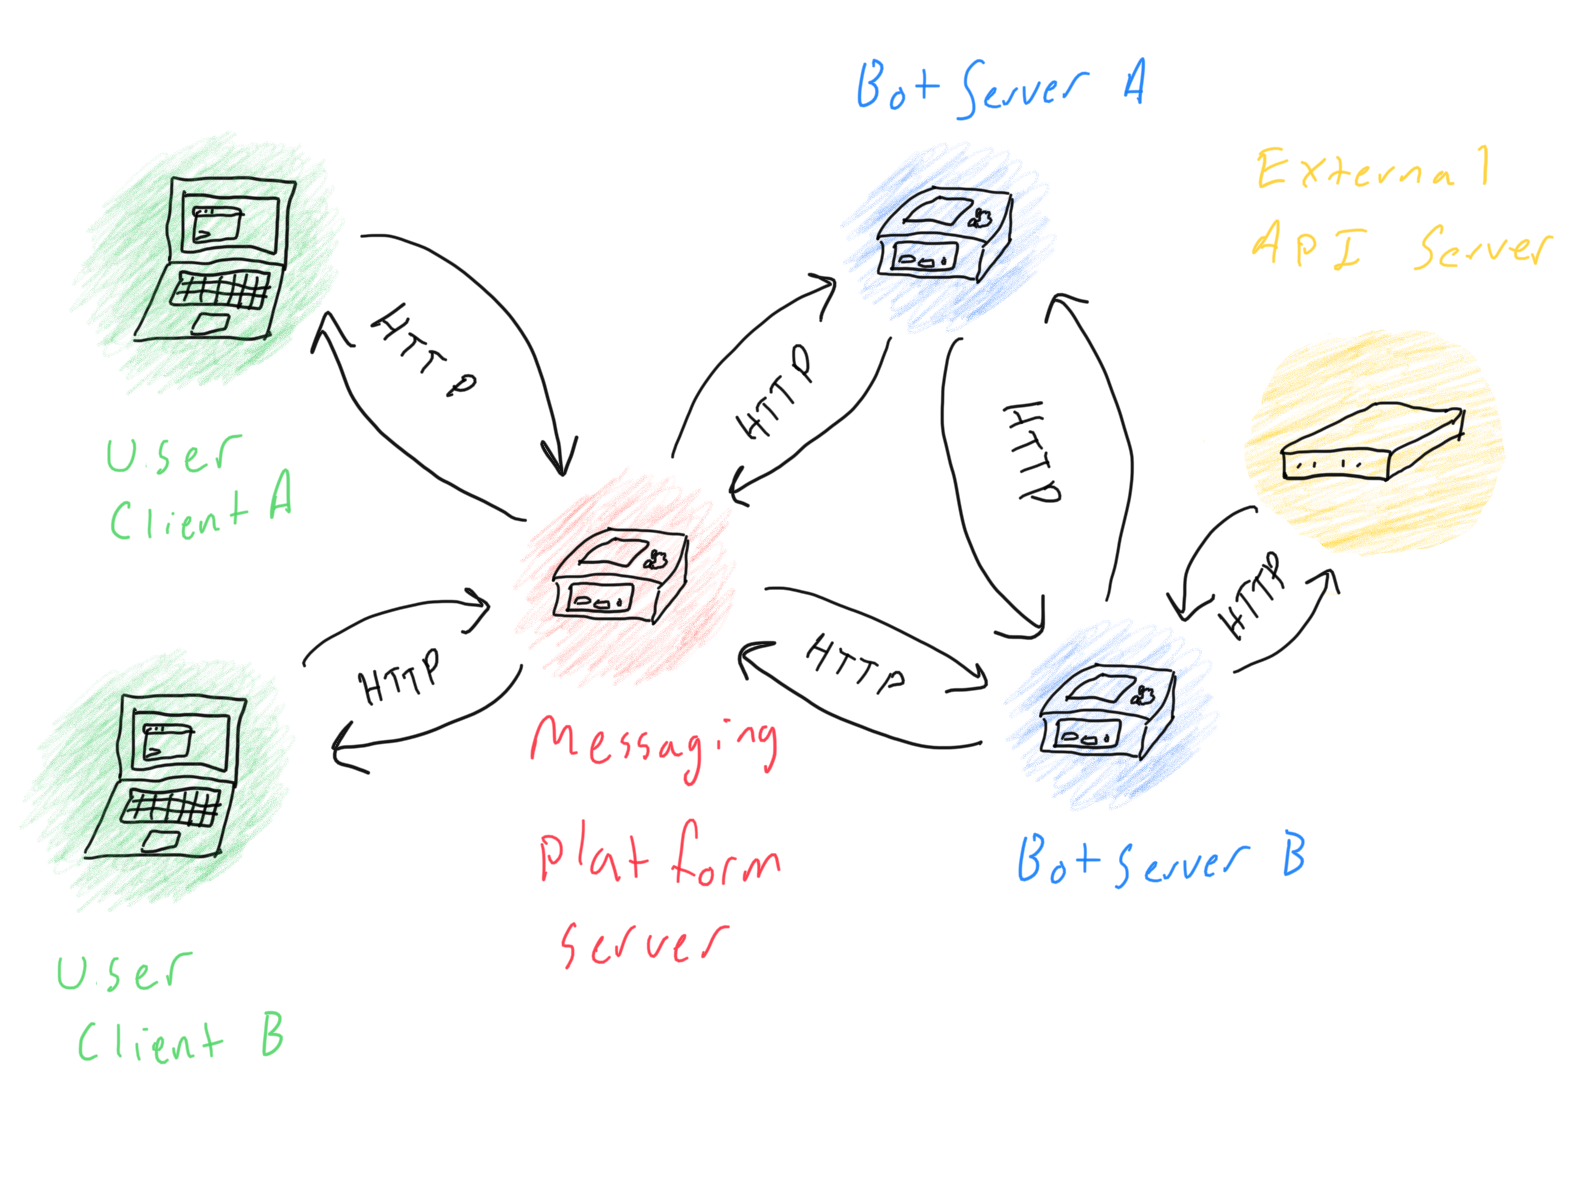 Bot Server A
External
API Server
HTTP
User
Client A
HTTP
HTTP
HTTP
HTTP
HTTP
Messaging
Platform
Server
Bot Server B
User
Client B